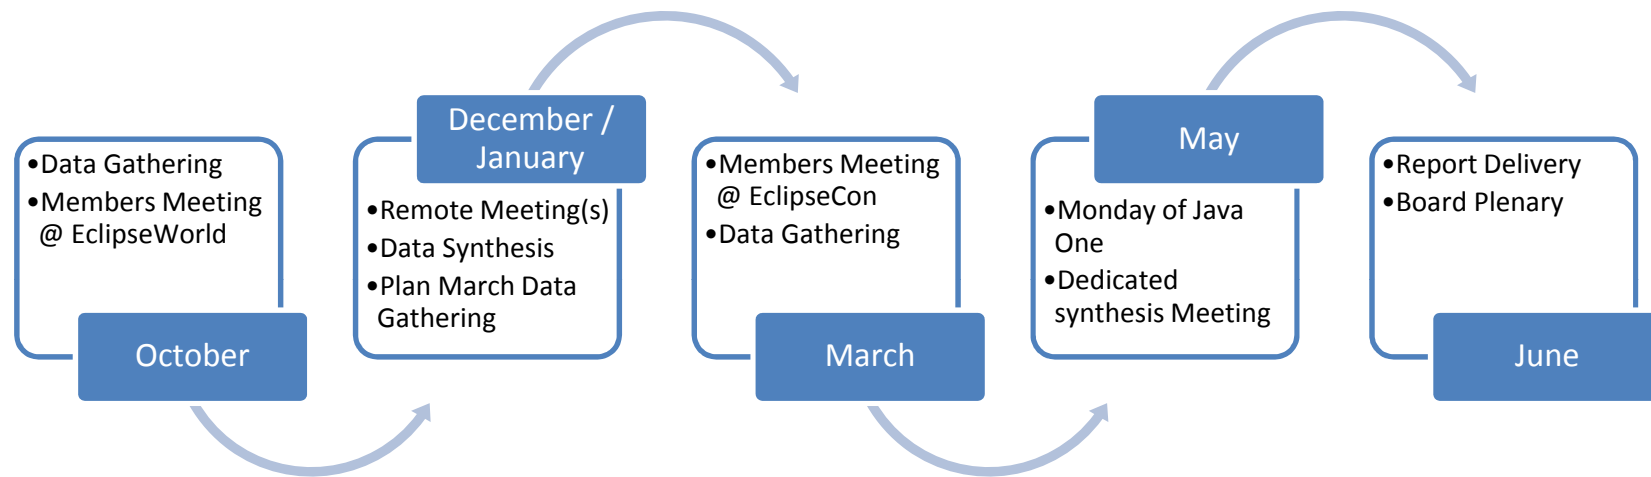 •Data Gathering
•Members Meeting
@ EclipseWorld
October
December /
January
•Remote Meeting(s)
•Data Synthesis
•Plan March Data
Gathering
•Members Meeting
@ EclipseCon
•Data Gathering
March
May
•Monday of Java
One
•Dedicated
synthesis Meeting
•Report Delivery
•Board Plenary
June